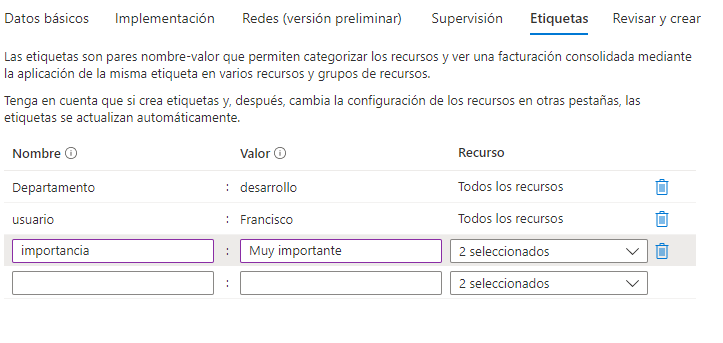 Datos básicos Implementación Redes (versión preliminar) Supervisión Etiquetas Revisar y crear
Las etiquetas son pares nombre-valor que permiten categorizar los recursos y ver una facturación consolidada mediante
la aplicación de la misma etiqueta en varios recursos y grupos de recursos.
Tenga en cuenta que si crea etiquetas y, después, cambia la configuración de los recursos en otras pestañas, las
etiquetas se actualizan automáticamente.
Nombre Valor Recurso
Departamento : desarrollo Todos los recursos
usuario : Francisco Todos los recursos
importancia : Muy importante 2 seleccionados
: 2 seleccionados